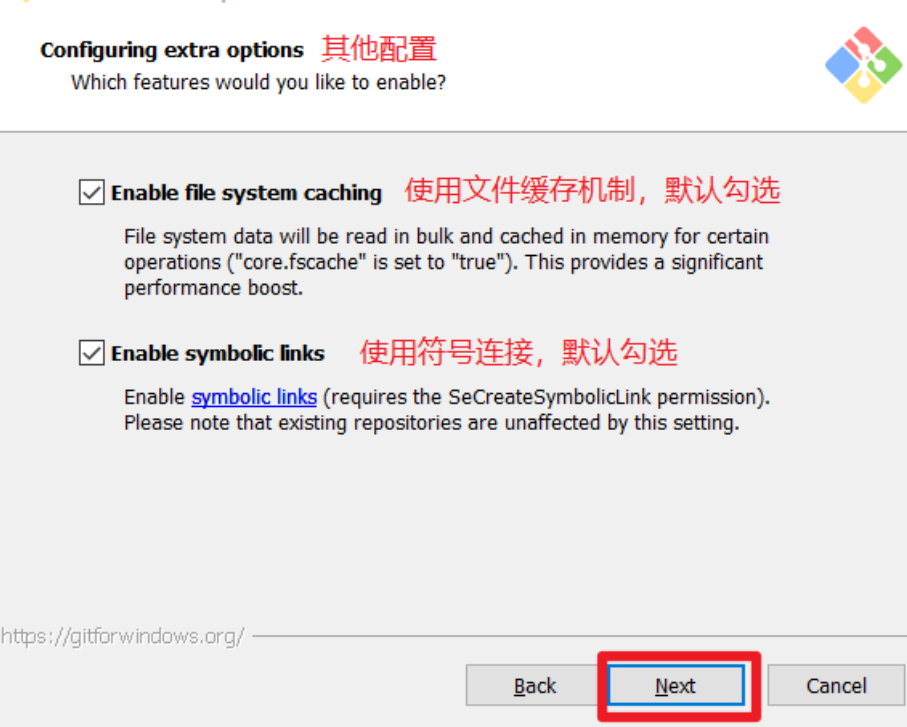 Configuring extra options 其他配置
Which features would you like to enable?
Enable file system caching 使用文件缓存机制，默认勾选
File system data will be read in bulk and cached in memory for certain
operations ("core.fscache" is set to "true"). This provides a significant
performance boost.
Enable symbolic links 使用符号连接，默认勾选
Enable symbolic links (requires the SeCreateSymbolicLink permission).
Please note that existing repositories are unaffected by this setting.
https://gitforwindows.org/
Back Next Cancel